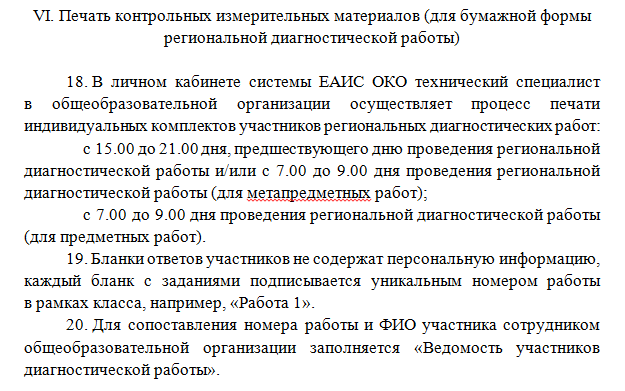 VI. Печать контрольных измерительных материалов (для бумажной формы
региональной диагностической работы)
18. В личном кабинете системы ЕАИС ОКО технический специалист
в общеобразовательной организации осуществляет процесс печати
индивидуальных комплектов участников региональных диагностических работ:
с 15.00 до 21.00 дня, предшествующего дню проведения региональной
диагностической работы и/или с 7.00 до 9.00 дня проведения региональной
диагностической работы (для метапредметных работ);
с 7.00 до 9.00 дня проведения региональной диагностической работы
(для предметных работ).
19. Бланки ответов участников не содержат персональную информацию,
каждый бланк с заданиями подписывается уникальным номером работы
в рамках класса, например, «Работа 1».
20. Для сопоставления номера работы и ФИО участника сотрудником
общеобразовательной организации заполняется «Ведомость участников
диагностической работы».